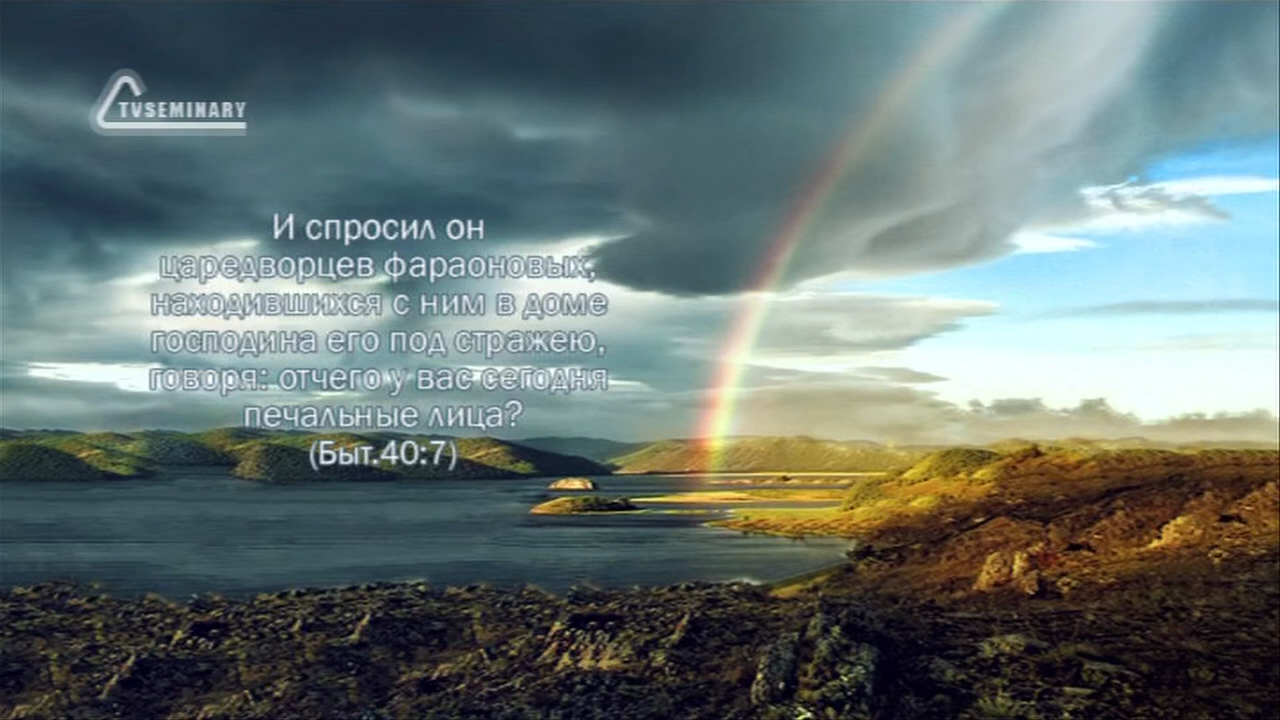 TVSEMINARY
И спросил он
царедворцев фараоновых,
находившихся с ним в доме
господина его под стражею,
говоря: отчего у вас сегодня
печальные лица?
(Быт.40:7)